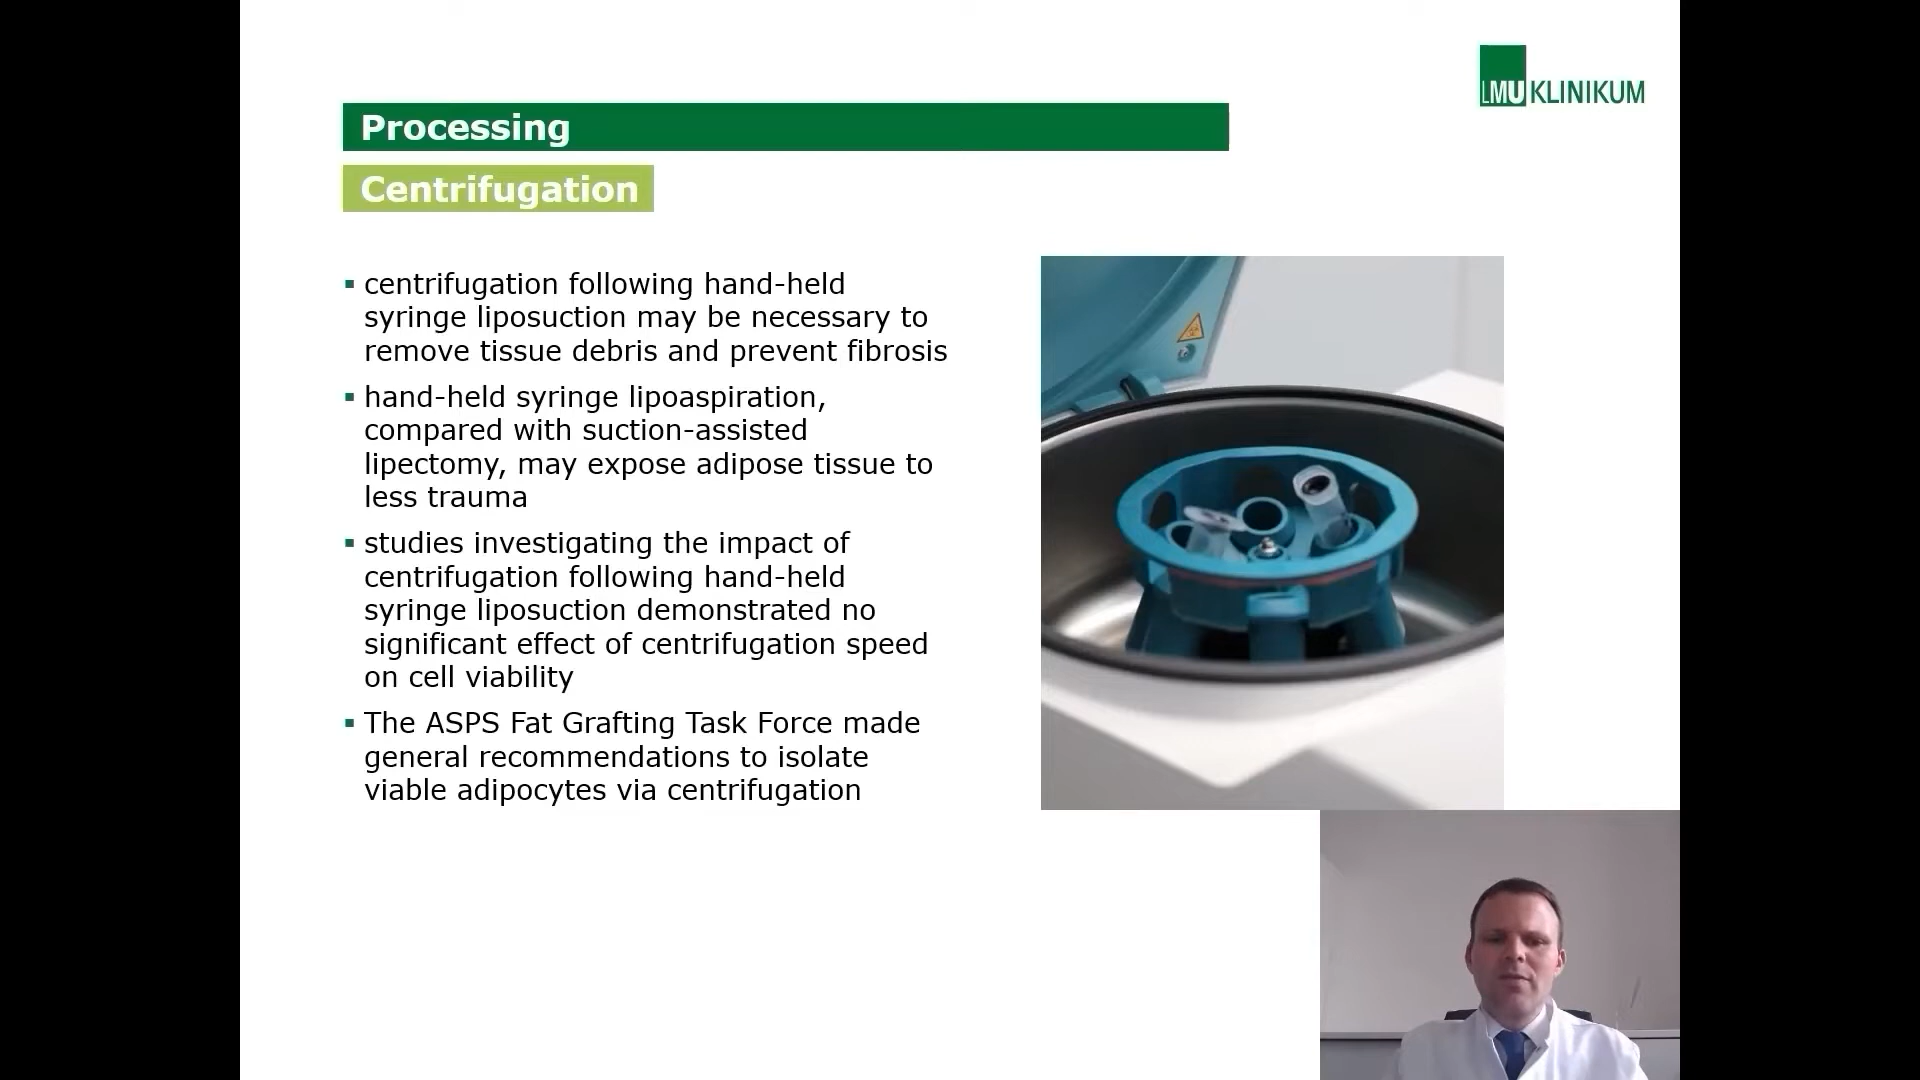 LMU KLINIKUM
Processing
Centrifugation
centrifugation following hand-held
syringe liposuction may be necessary to
remove tissue debris and prevent fibrosis
hand-held syringe lipoaspiration,
compared with suction-assisted
lipectomy, may expose adipose tissue to
less trauma
studies investigating the impact of
centrifugation following hand-held
syringe liposuction demonstrated no
significant effect of centrifugation speed
on cell viability
The ASPS Fat Grafting Task Force made
general recommendations to isolate
viable adipocytes via centrifugation